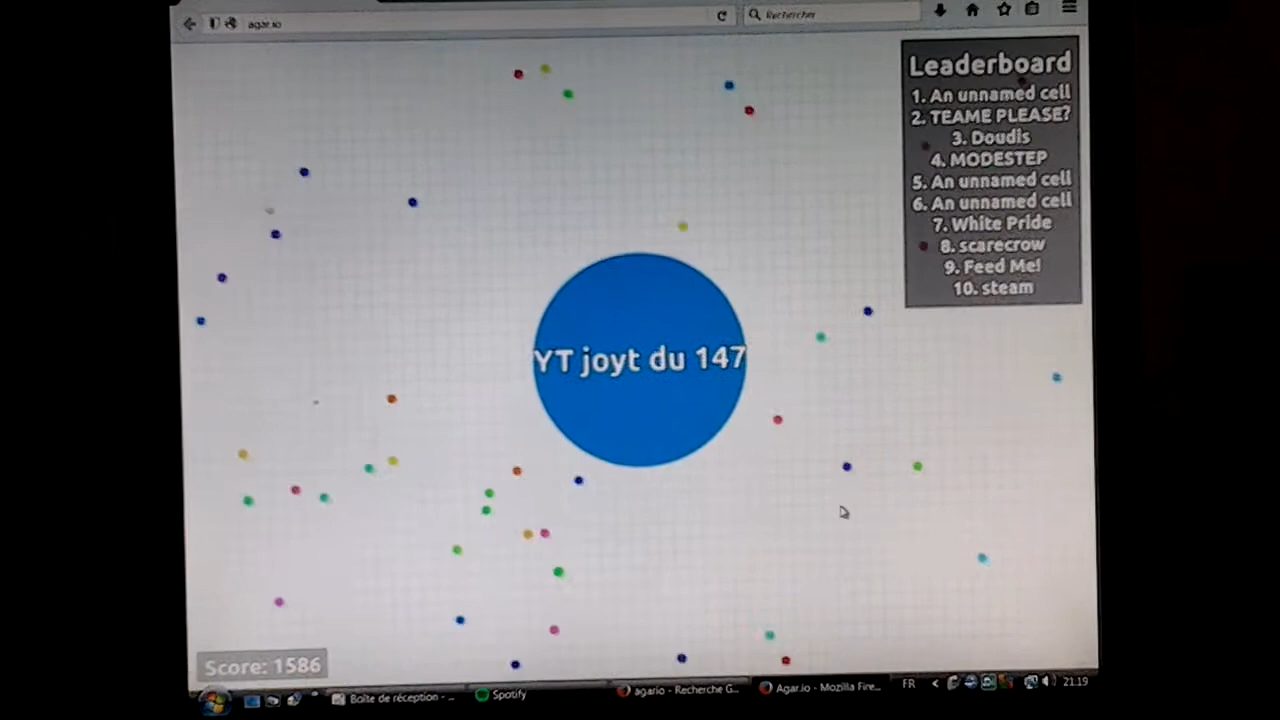 agar.io
Rechercher
Leaderboard
1. An unnamed cell
2. TEAME PLEASE?
3. Doudis
4. MODESTEP
5. An unnamed cell
6. An unnamed cell
7. White Pride
8. scarecrow
9. Feed Me!
10. steam
YT joyt du 147
Score: 1586
Boîte de réception - ...
Spotify
agario - Recherche G...
Agar.io - Mozilla Fire...
FR
21:19